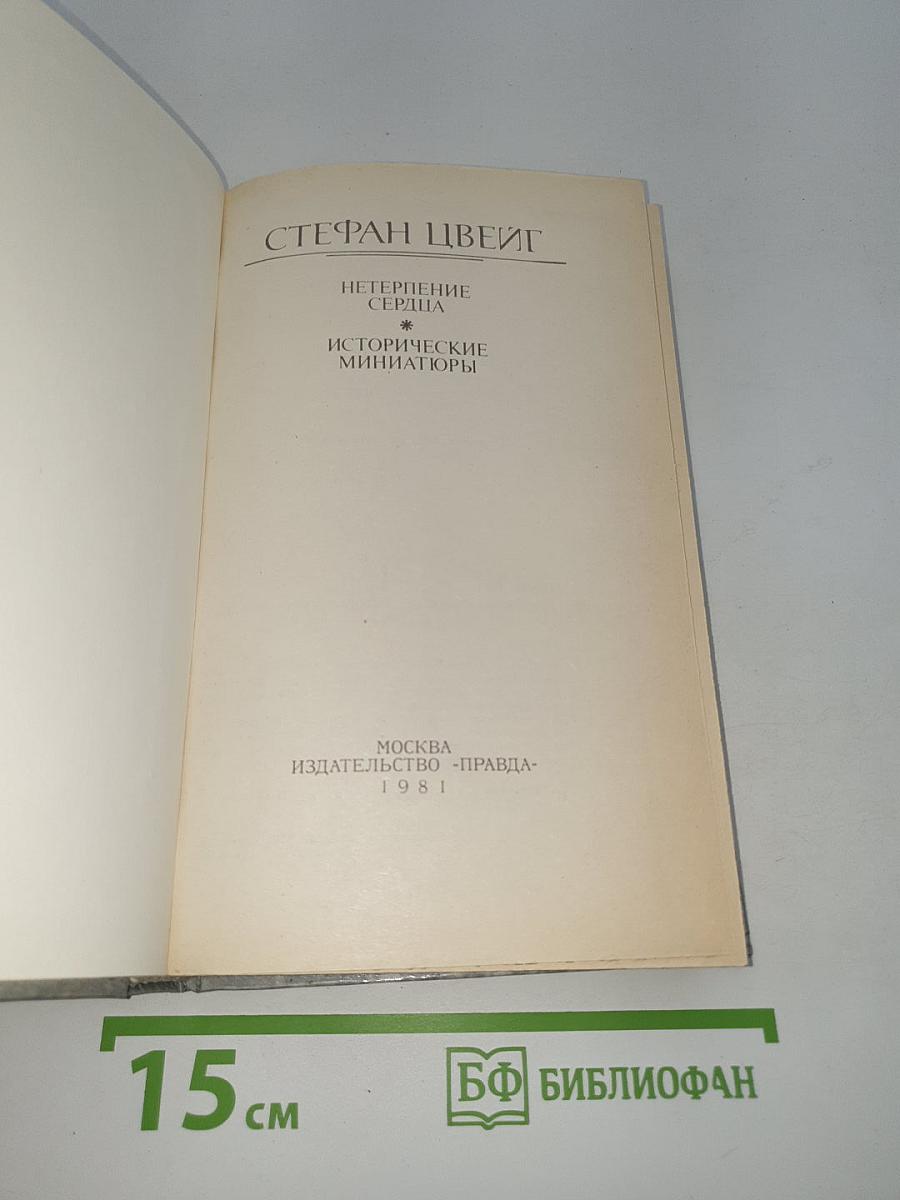 СТЕФАН ЦВЕЙГ
НЕТЕРПЕНИЕ
СЕРДЦА
*
ИСТОРИЧЕСКИЕ
МИНИАТЮРЫ
МОСКВА
ИЗДАТЕЛЬСТВО «ПРАВДА»
1981
15 см
БФ БИБЛИОФАН